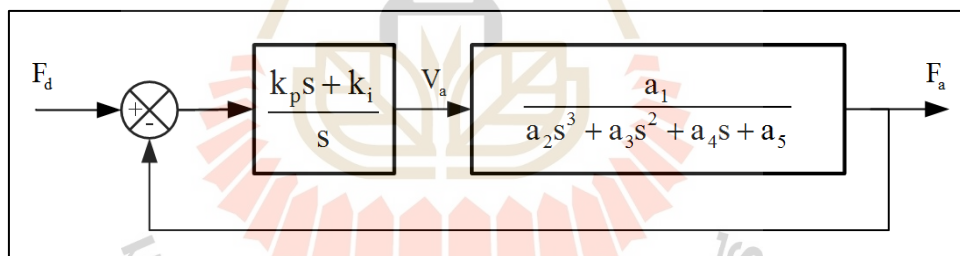 F_d
+
-
k_p s + k_i
s
V_a
a_1
a_2 s^3 + a_3 s^2 + a_4 s + a_5
F_a